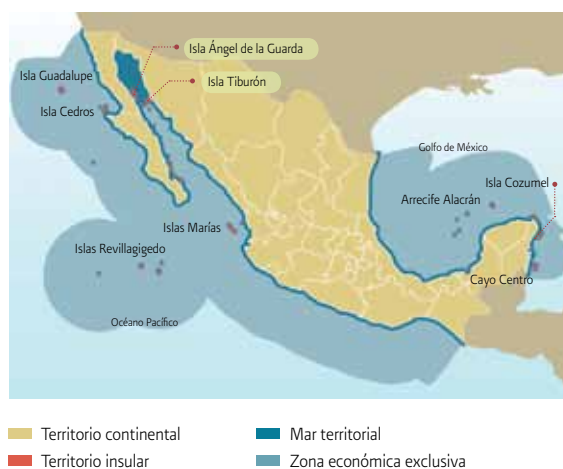 Isla Ángel de la Guarda
Isla Guadalupe
Isla Tiburón
Isla Cedros
Golfo de México
Isla Cozumel
Arrecife Alacrán
Islas Marías
Islas Revillagigedo
Cayo Centro
Océano Pacífico
Territorio continental
Mar territorial
Territorio insular
Zona económica exclusiva